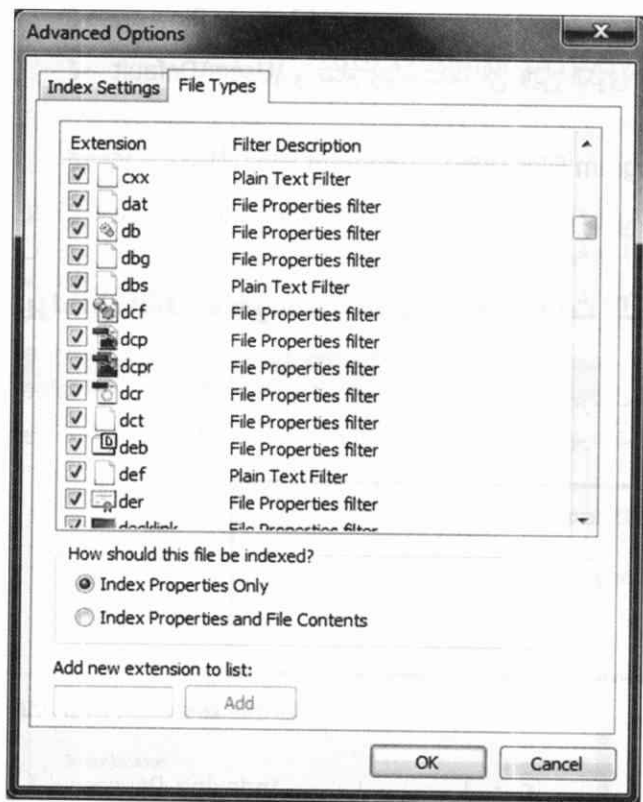 Advanced Options
Index Settings File Types
Extension Filter Description
cxx Plain Text Filter
dat File Properties filter
db File Properties filter
dbg File Properties filter
dbs Plain Text Filter
dcf File Properties filter
dcp File Properties filter
dcpr File Properties filter
dcr File Properties filter
dct File Properties filter
deb File Properties filter
def Plain Text Filter
der File Properties filter
desklink File Properties filter
How should this file be indexed?
Index Properties Only
Index Properties and File Contents
Add new extension to list:
Add
OK Cancel